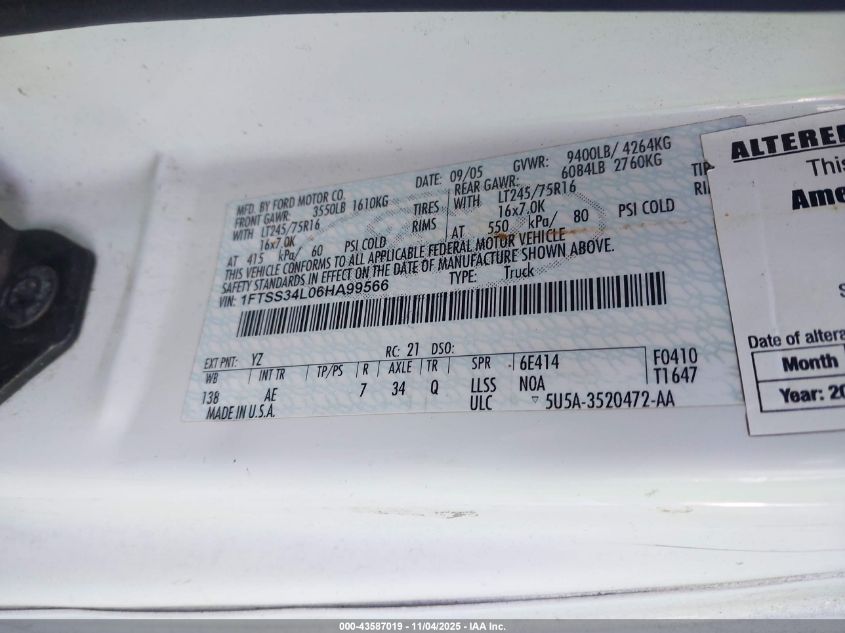 MFD. BY FORD MOTOR CO. DATE: 09/05 GVWR: 9400LB/ 4264KG
FRONT GAWR: 3550LB 1610KG REAR GAWR: 6084LB 2760KG
WITH LT245/75R16 TIRES WITH LT245/75R16 TIR
16x7.0K RIMS 16x7.0K RI
AT 415 kPa/ 60 PSI COLD AT 550 kPa/ 80 PSI COLD
THIS VEHICLE CONFORMS TO ALL APPLICABLE FEDERAL MOTOR VEHICLE
SAFETY STANDARDS IN EFFECT ON THE DATE OF MANUFACTURE SHOWN ABOVE.
VIN: 1FTSS34L06HA99566 TYPE: Truck
EXT PNT: YZ RC: 21 DSO:
WB INT TR TP/PS R AXLE TR SPR 6E414 F0410
138 AE 7 34 Q LLSS NOA T1647
MADE IN U.S.A. ULC ▽ 5U5A-3520472-AA
ALTERED
This
Ame
S
Date of altera
Month
Year: 20
000-43587019 - 11/04/2025 - IAA Inc.